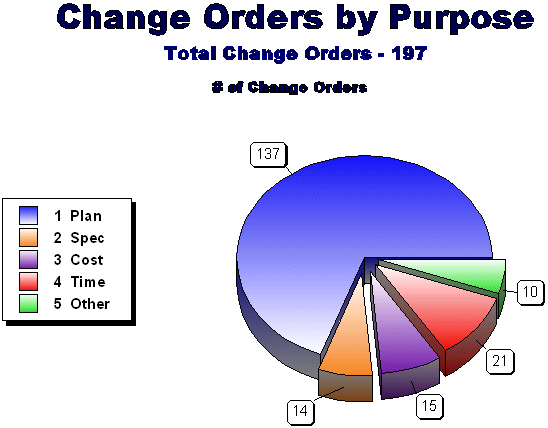 Change Orders by Purpose
Total Change Orders - 197
# of Change Orders
137
1 Plan
2 Spec
3 Cost
4 Time
5 Other
10
21
15
14